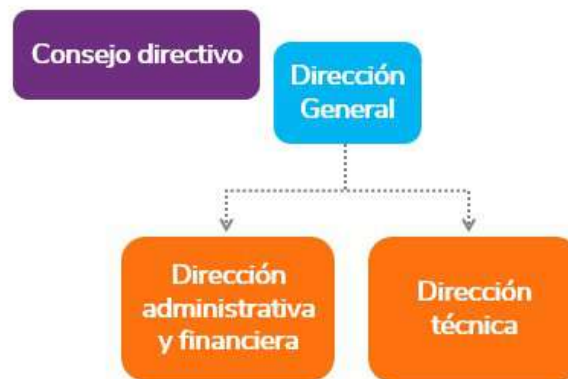 Consejo directivo
Dirección
General
Dirección
administrativa
y financiera
Dirección
técnica